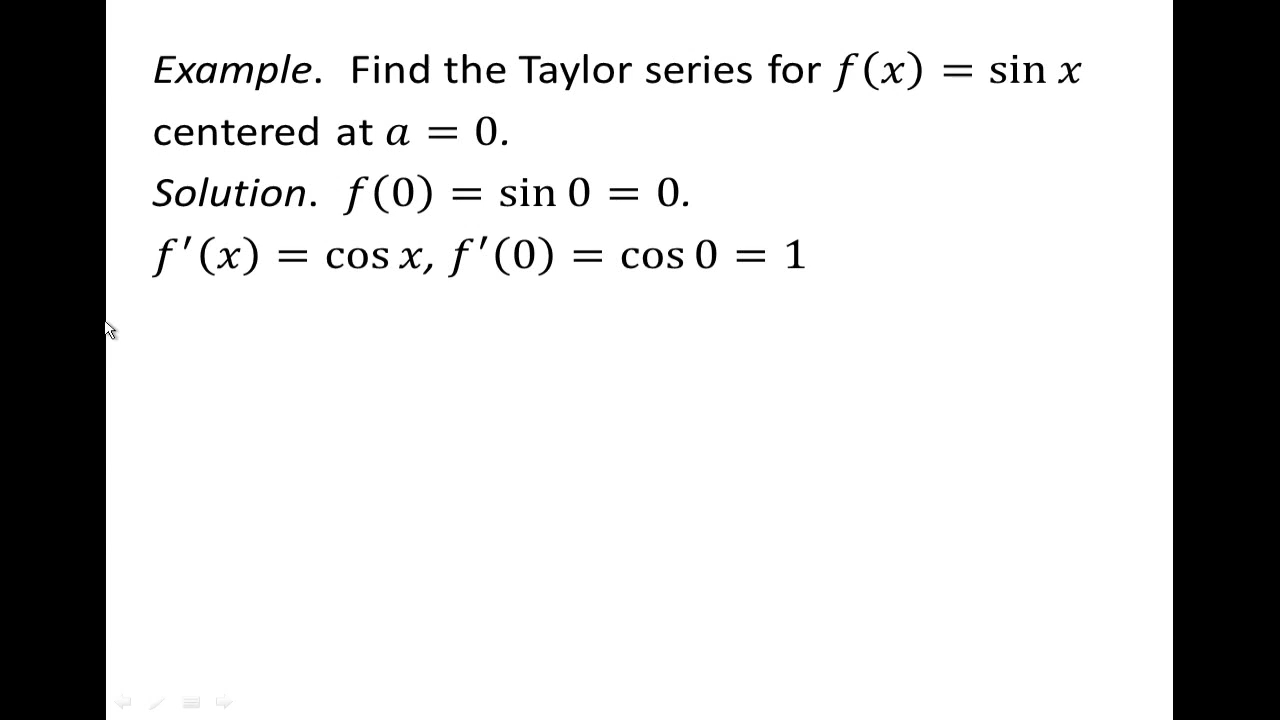 Example.  Find the Taylor series for f(x) = sin x
centered at a = 0.
Solution.  f(0) = sin 0 = 0.
f′(x) = cos x, f′(0) = cos 0 = 1